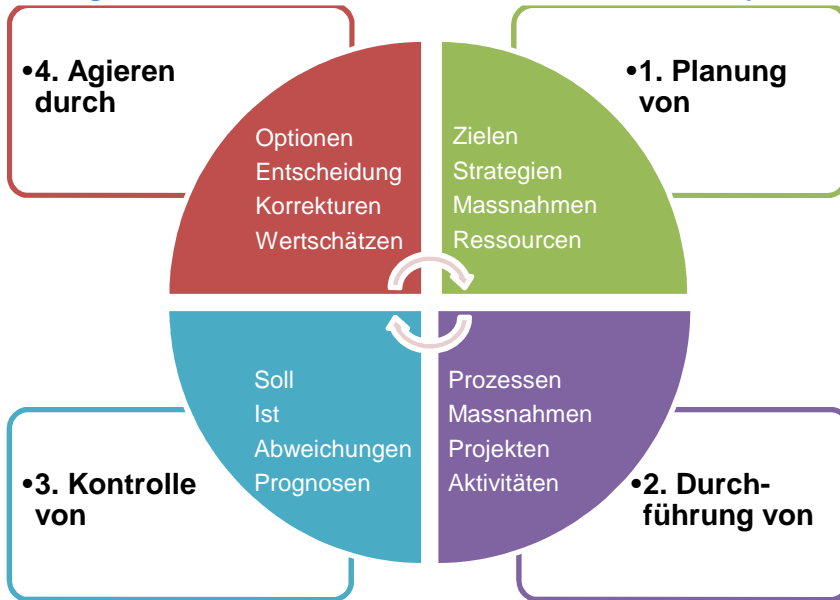 •4. Agieren
durch
Optionen
Entscheidung
Korrekturen
Wertschätzen
•1. Planung
von
Zielen
Strategien
Massnahmen
Ressourcen
•3. Kontrolle
von
Soll
Ist
Abweichungen
Prognosen
•2. Durch-
führung von
Prozessen
Massnahmen
Projekten
Aktivitäten